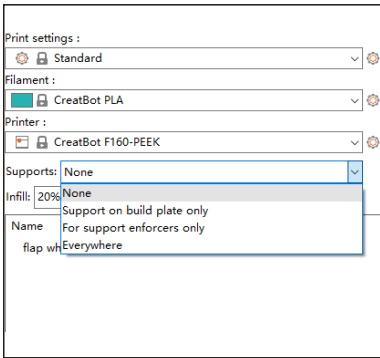 Print settings :
Standard
Filament :
CreatBot PLA
Printer :
CreatBot F160-PEEK
Supports: None
None
Infill: 20%
Support on build plate only
For support enforcers only
Everywhere
Name
flap